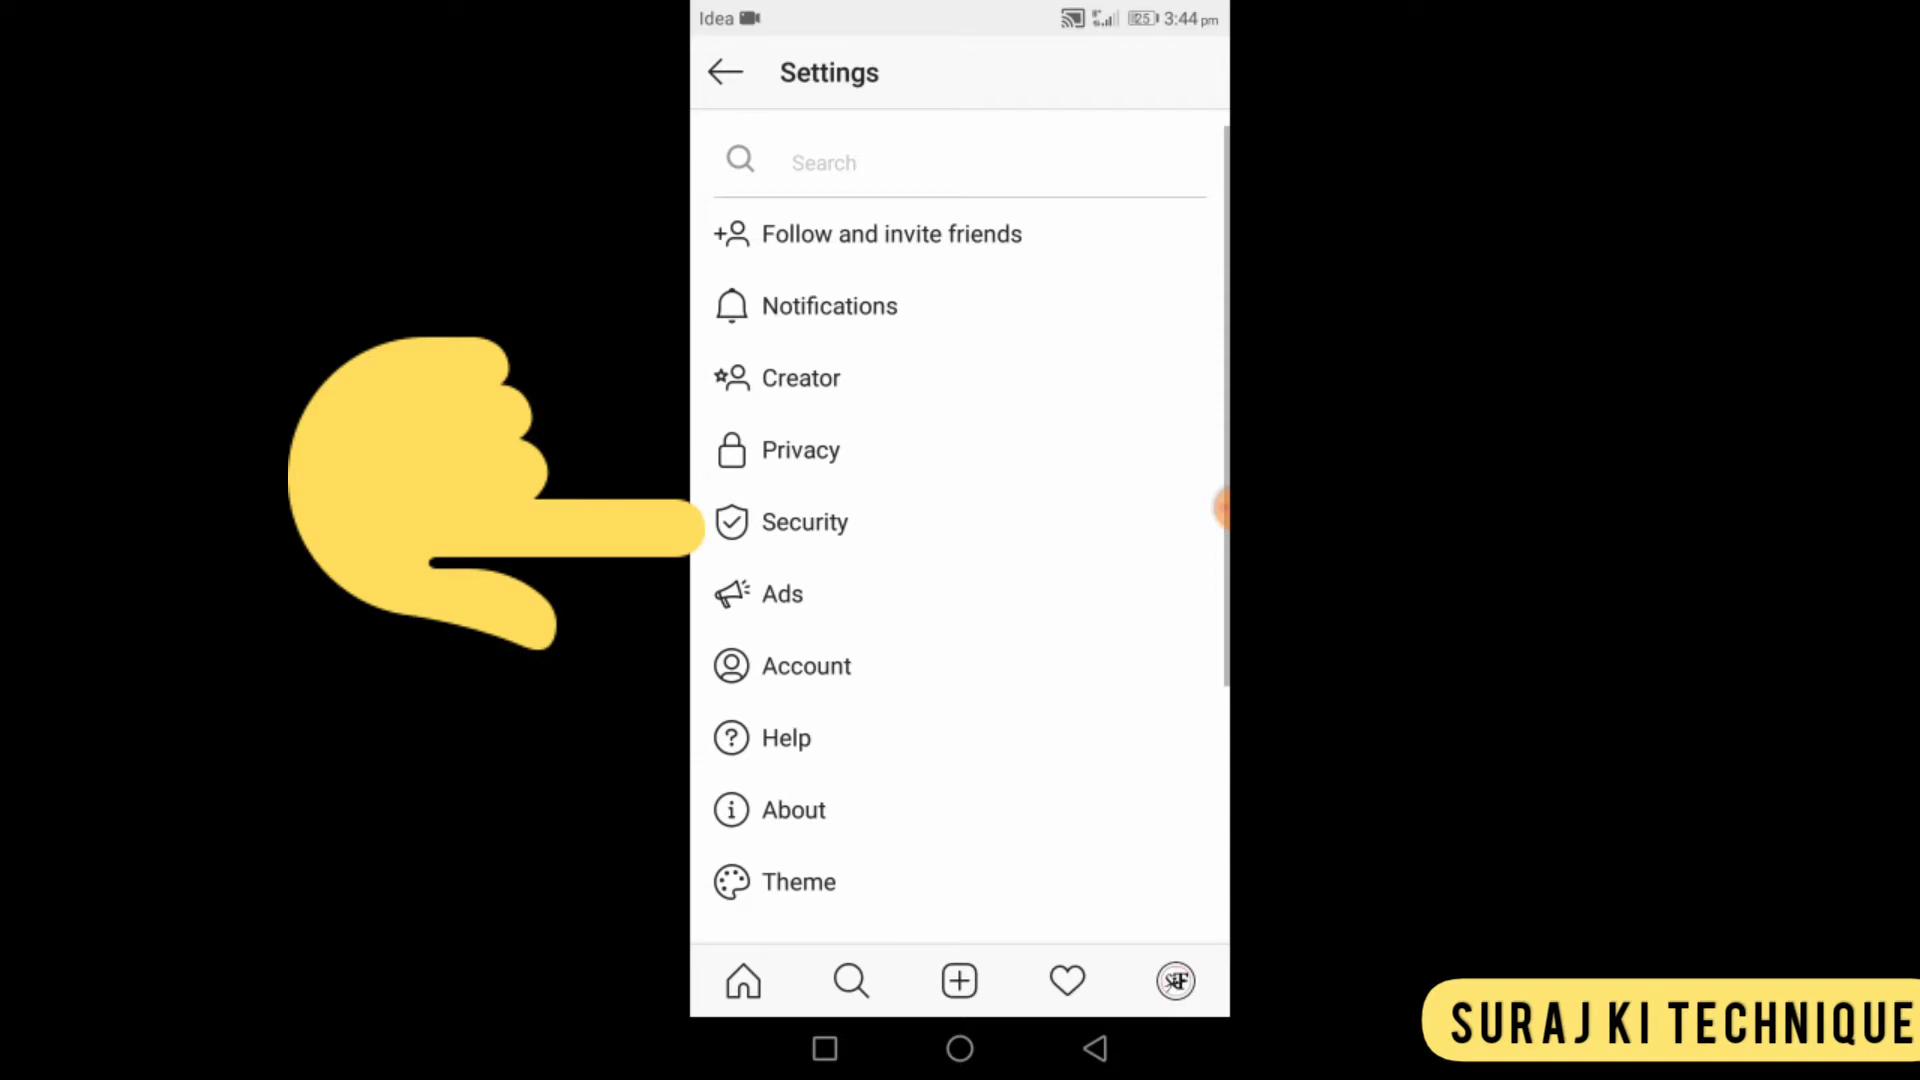 Idea 25 3:44 pm
Settings
Search
Follow and invite friends
Notifications
Creator
Privacy
Security
Ads
Account
Help
About
Theme
SURAJ KI TECHNIQUE